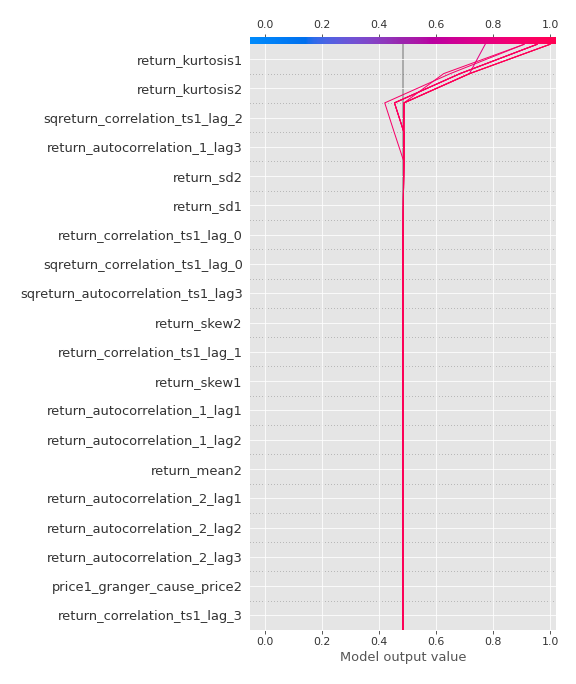 0.0 0.2 0.4 0.6 0.8 1.0
return_kurtosis1
return_kurtosis2
sqreturn_correlation_ts1_lag_2
return_autocorrelation_1_lag3
return_sd2
return_sd1
return_correlation_ts1_lag_0
sqreturn_correlation_ts1_lag_0
sqreturn_autocorrelation_ts1_lag3
return_skew2
return_correlation_ts1_lag_1
return_skew1
return_autocorrelation_1_lag1
return_autocorrelation_1_lag2
return_mean2
return_autocorrelation_2_lag1
return_autocorrelation_2_lag2
return_autocorrelation_2_lag3
price1_granger_cause_price2
return_correlation_ts1_lag_3
0.0 0.2 0.4 0.6 0.8 1.0
Model output value